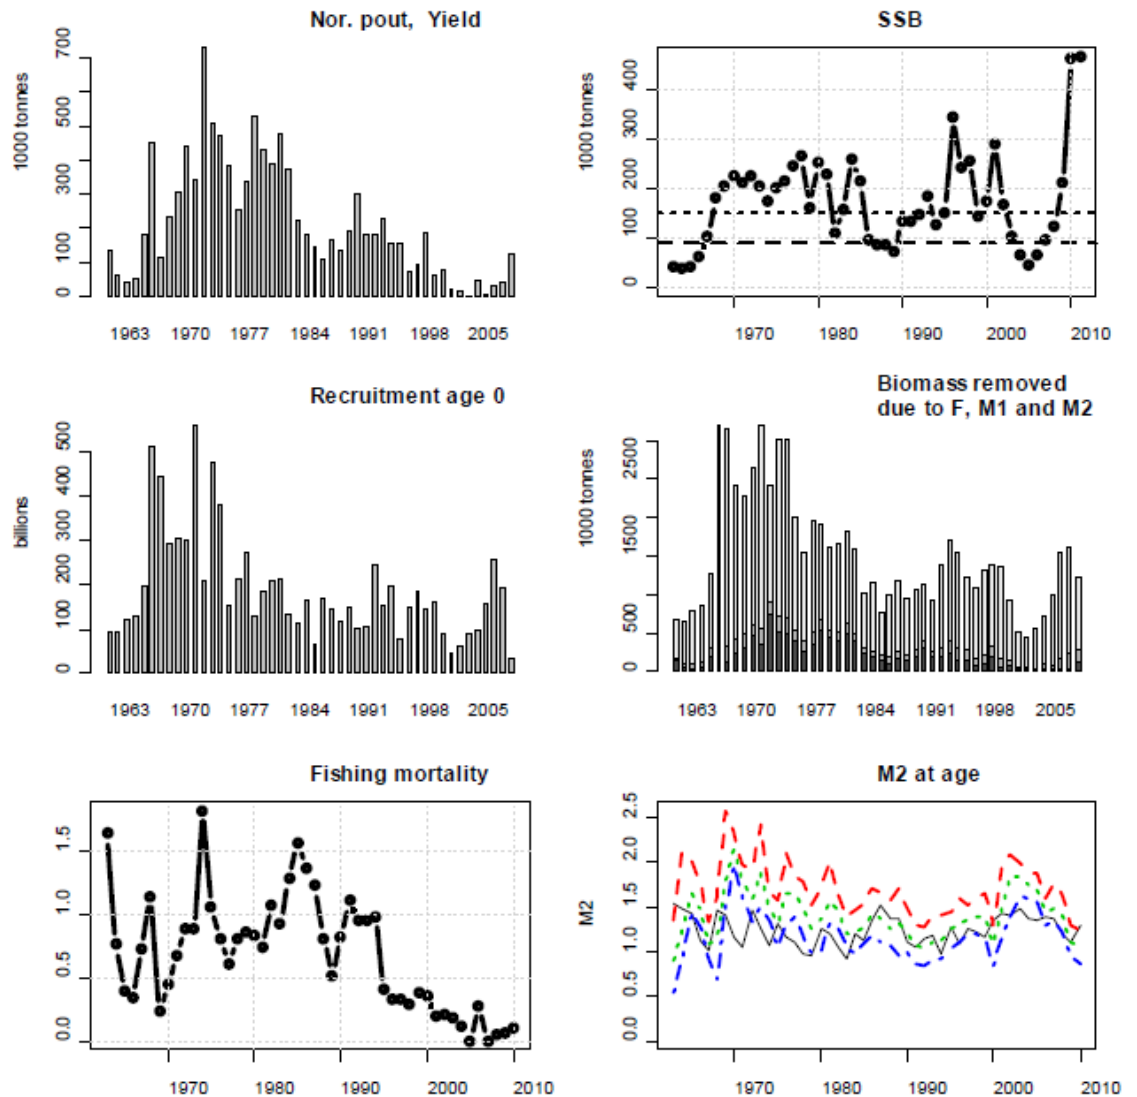 Nor. pout, Yield
1000 tonnes
0 100 300 500 700
1963 1970 1977 1984 1991 1998 2005
SSB
1000 tonnes
0 100 200 300 400
1970 1980 1990 2000 2010
Recruitment age 0
billions
0 100 200 300 400 500
1963 1970 1977 1984 1991 1998 2005
Biomass removed
due to F, M1 and M2
1000 tonnes
0 500 1500 2500
1963 1970 1977 1984 1991 1998 2005
Fishing mortality
0.0 0.5 1.0 1.5
1970 1980 1990 2000 2010
M2 at age
M2
0.0 0.5 1.0 1.5 2.0 2.5
1970 1980 1990 2000 2010